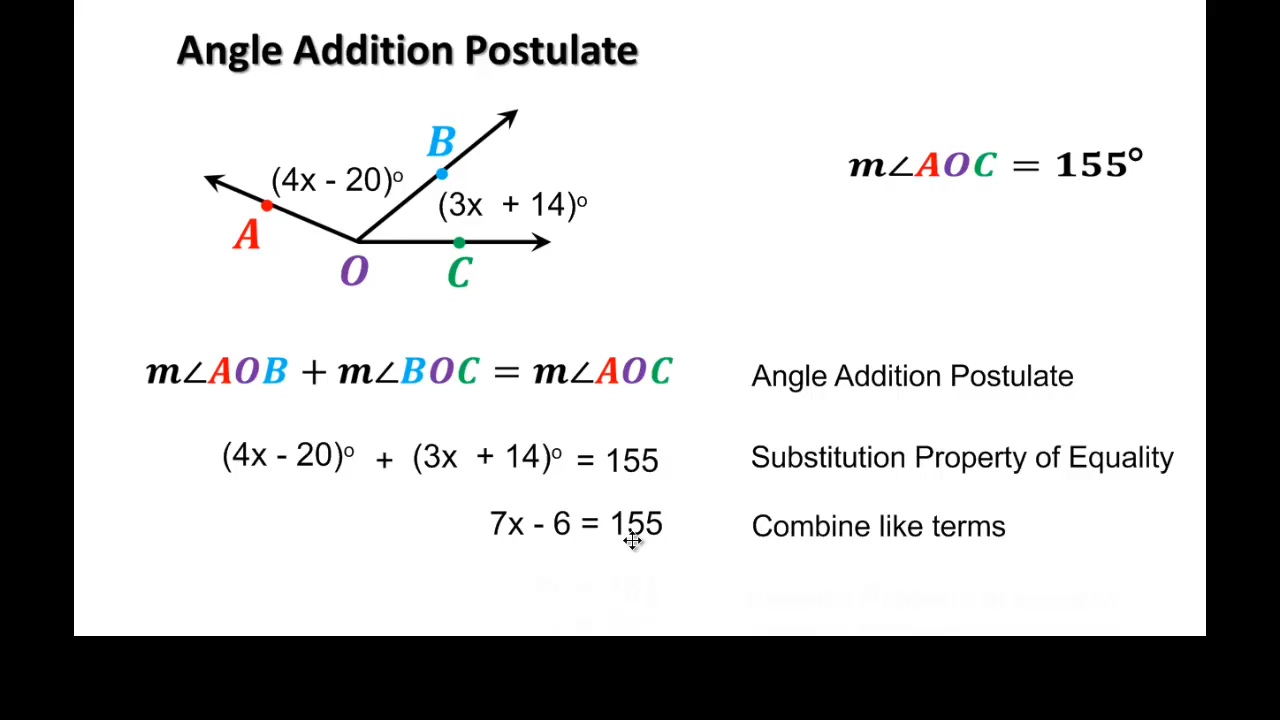 Angle Addition Postulate
B
(4x - 20)º
m∠AOC = 155°
(3x + 14)º
A
O
C
m∠AOB + m∠BOC = m∠AOC
Angle Addition Postulate
(4x - 20)º + (3x + 14)º = 155
Substitution Property of Equality
7x - 6 = 155
Combine like terms